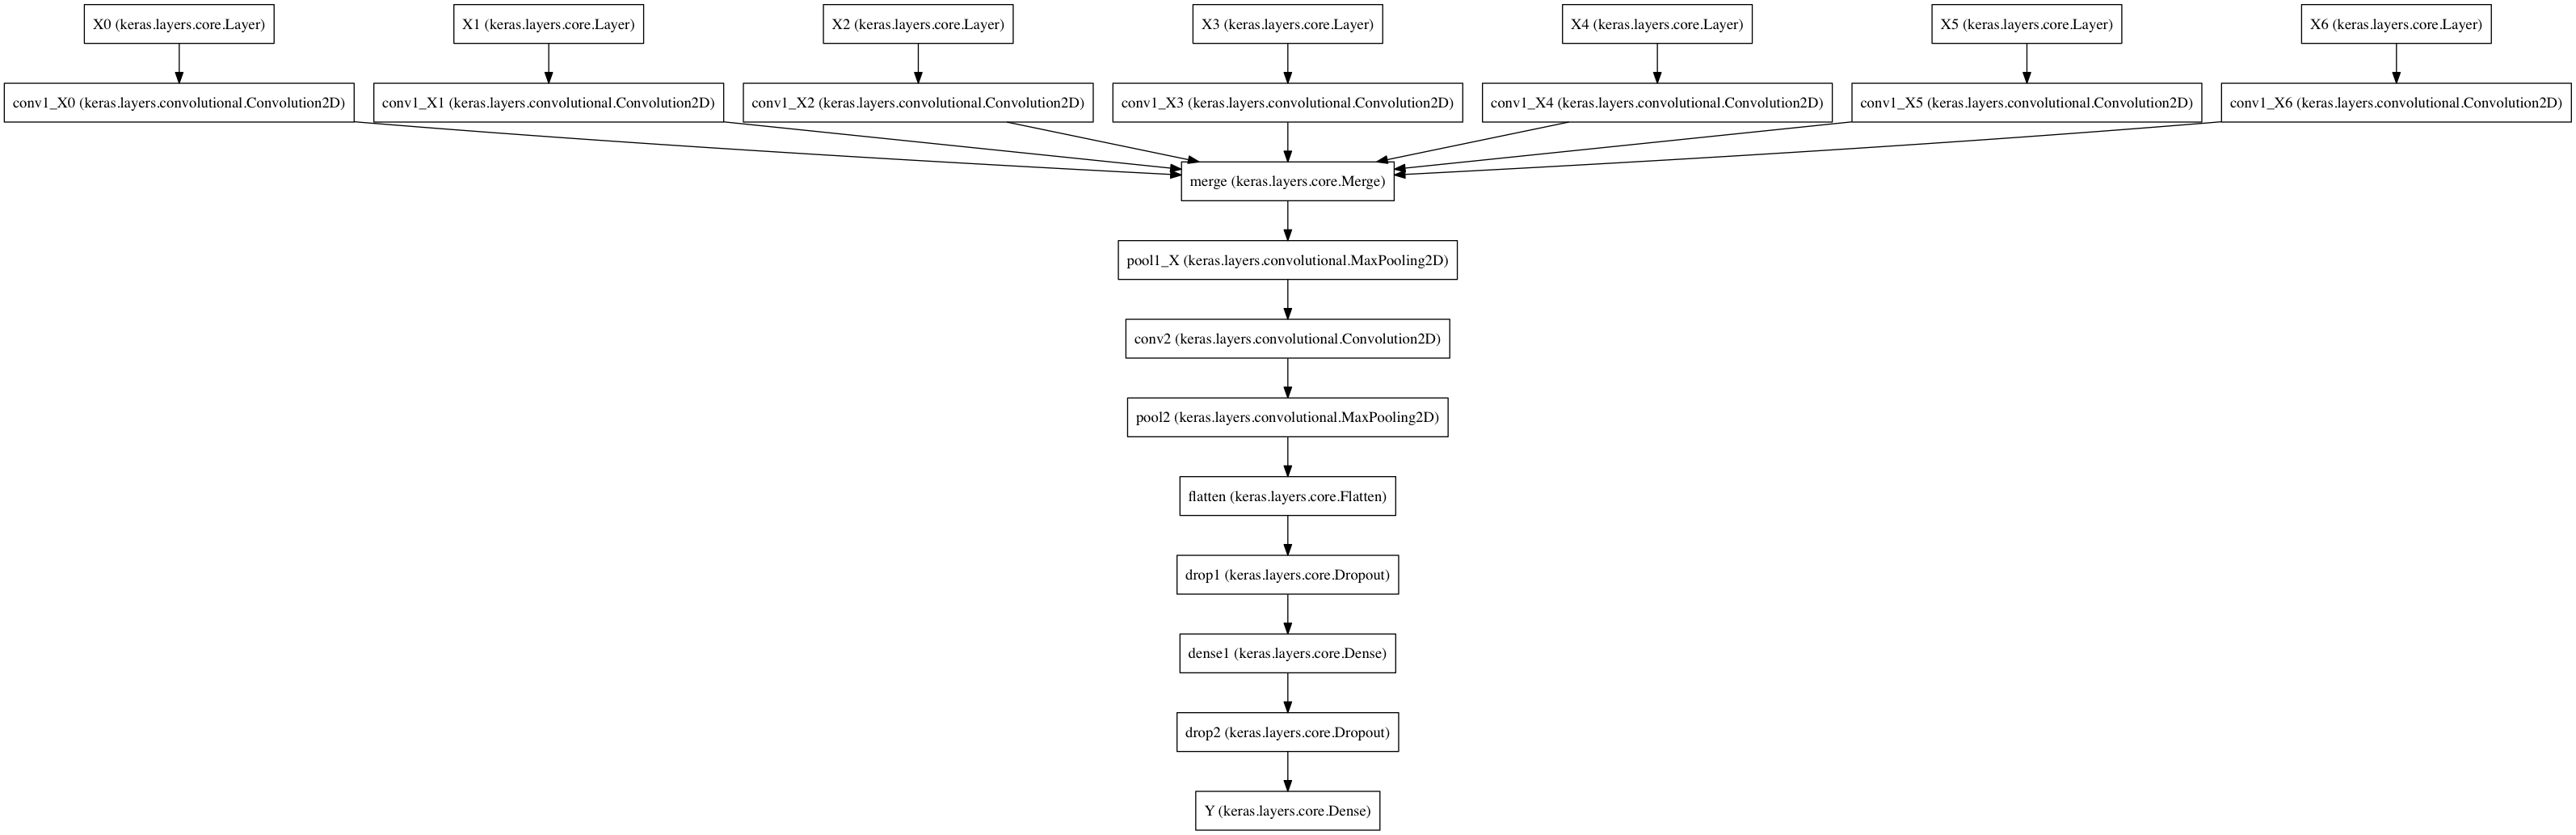 X0 (keras.layers.core.Layer)
X1 (keras.layers.core.Layer)
X2 (keras.layers.core.Layer)
X3 (keras.layers.core.Layer)
X4 (keras.layers.core.Layer)
X5 (keras.layers.core.Layer)
X6 (keras.layers.core.Layer)
conv1_X0 (keras.layers.convolutional.Convolution2D)
conv1_X1 (keras.layers.convolutional.Convolution2D)
conv1_X2 (keras.layers.convolutional.Convolution2D)
conv1_X3 (keras.layers.convolutional.Convolution2D)
conv1_X4 (keras.layers.convolutional.Convolution2D)
conv1_X5 (keras.layers.convolutional.Convolution2D)
conv1_X6 (keras.layers.convolutional.Convolution2D)
merge (keras.layers.core.Merge)
pool1_X (keras.layers.convolutional.MaxPooling2D)
conv2 (keras.layers.convolutional.Convolution2D)
pool2 (keras.layers.convolutional.MaxPooling2D)
flatten (keras.layers.core.Flatten)
drop1 (keras.layers.core.Dropout)
dense1 (keras.layers.core.Dense)
drop2 (keras.layers.core.Dropout)
Y (keras.layers.core.Dense)